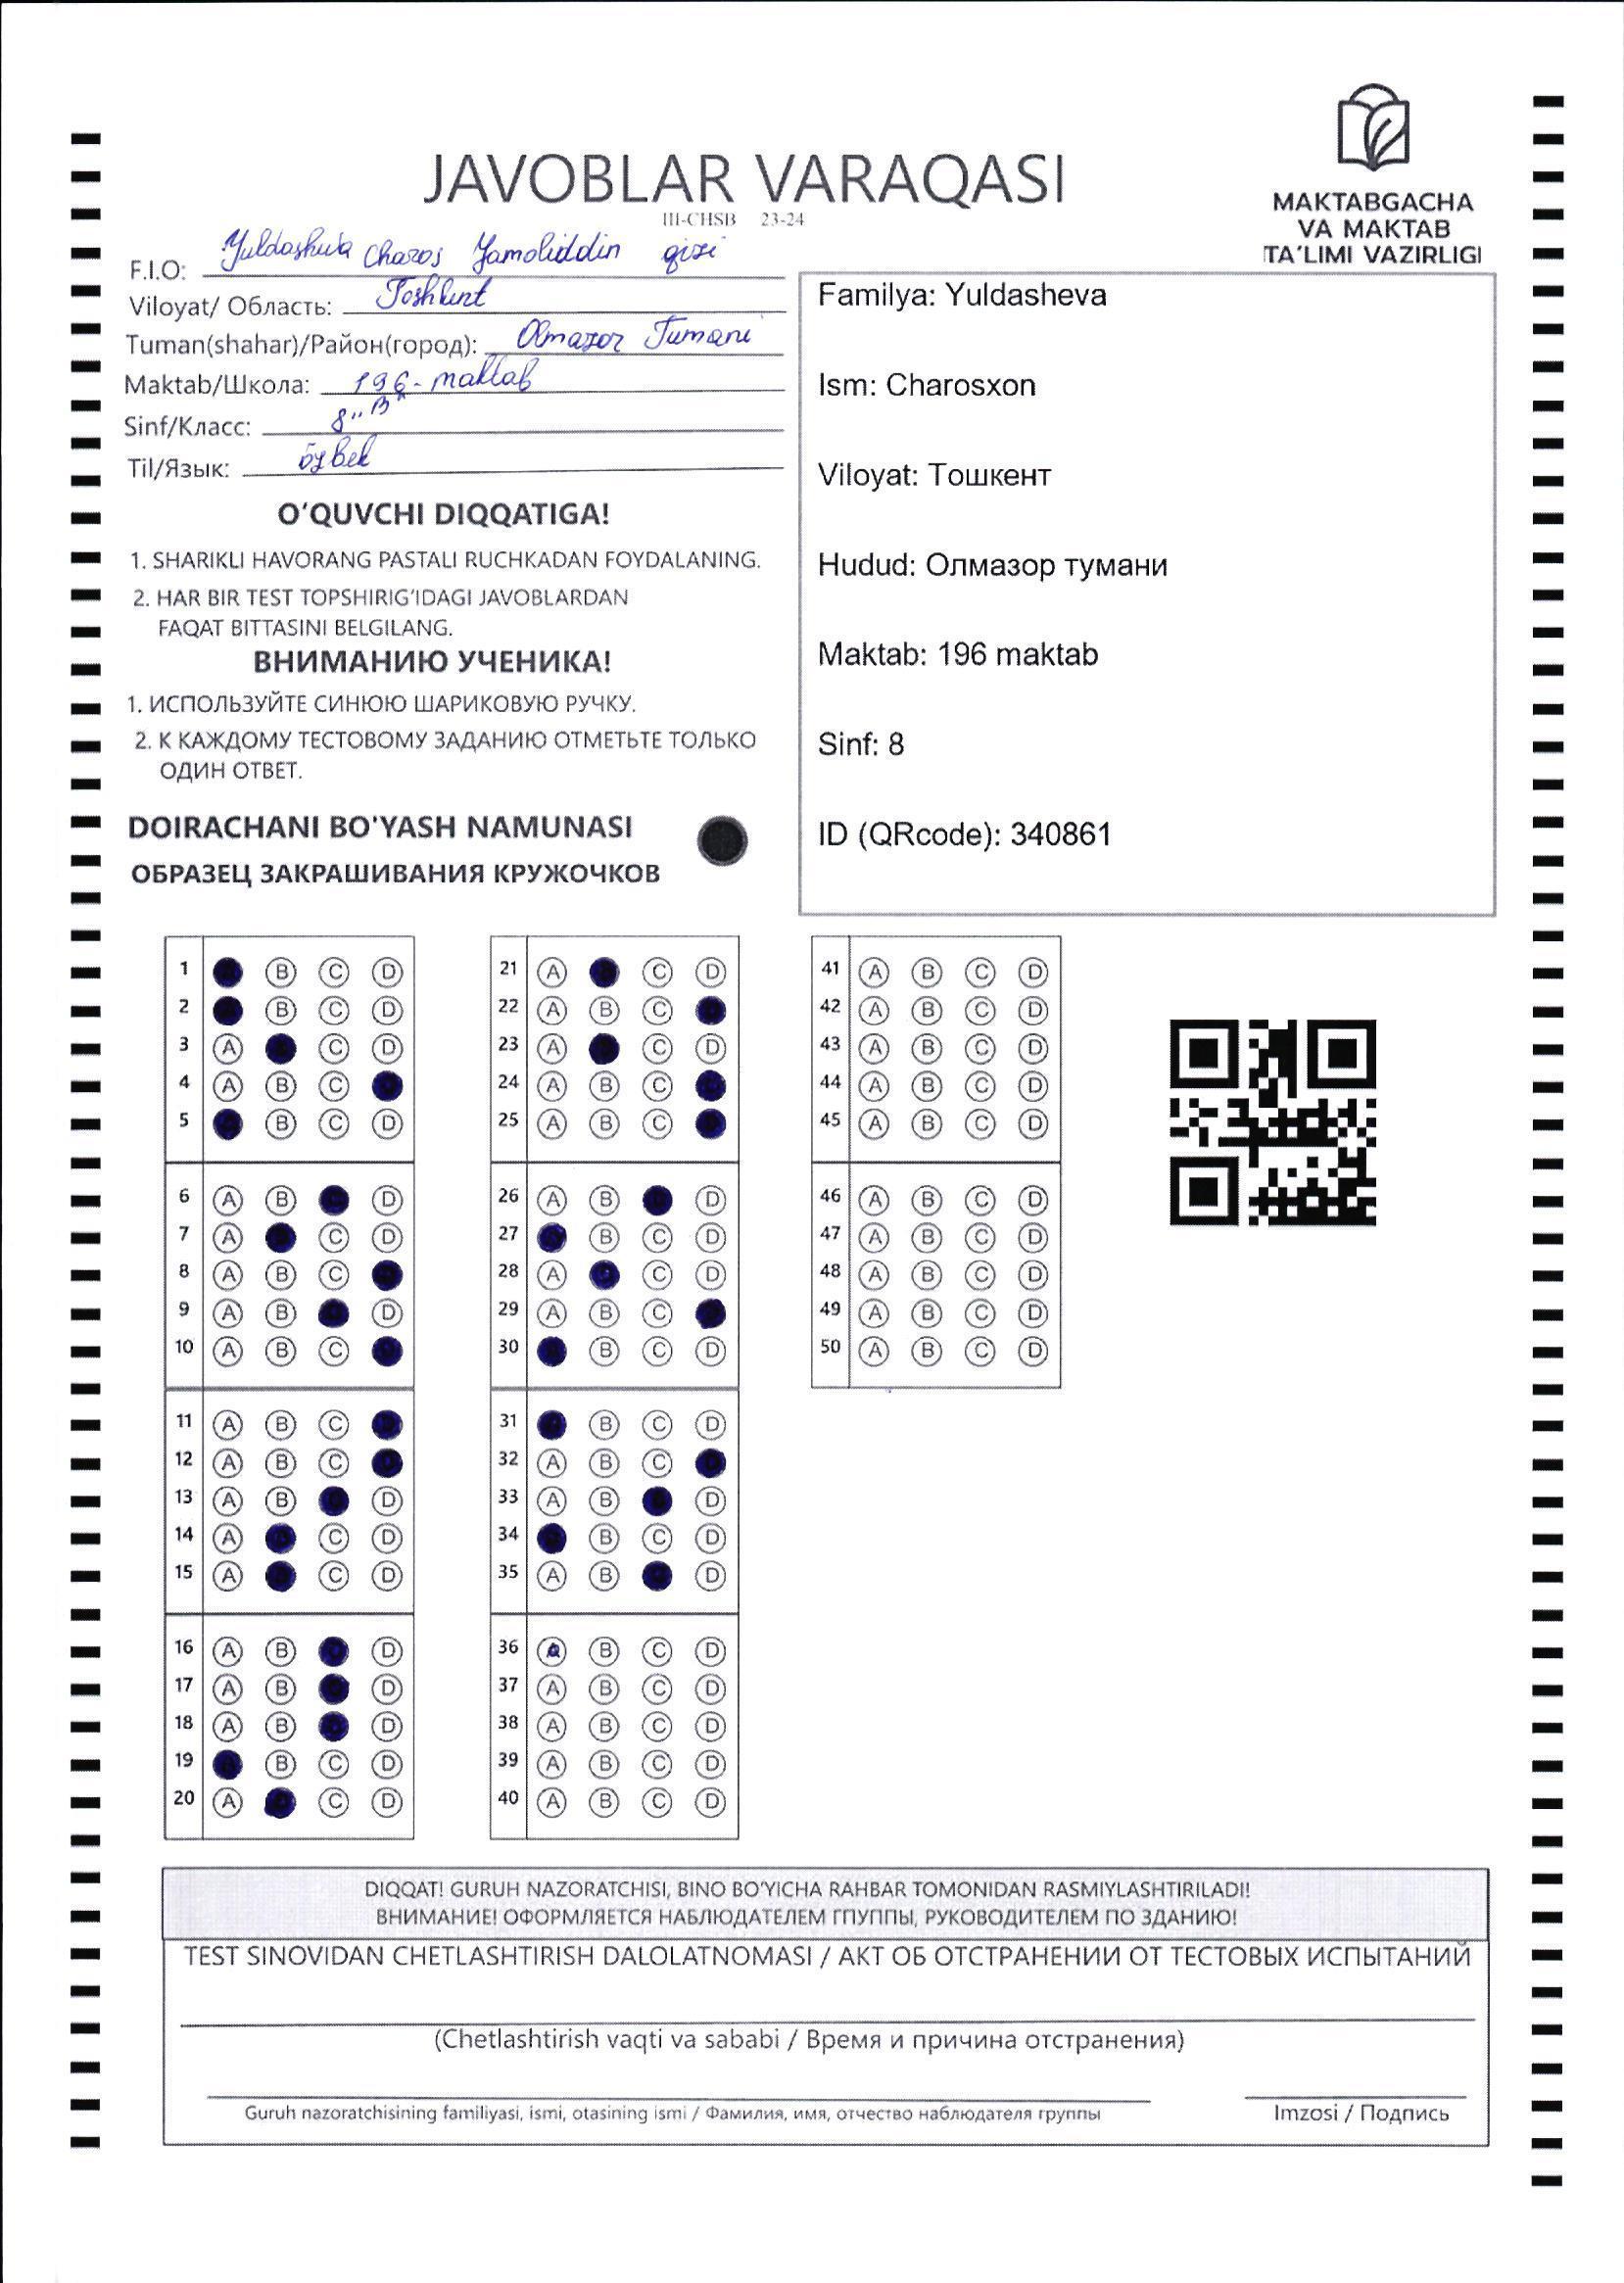 MAKTABGACHA
VA MAKTAB
TA'LIMI VAZIRLIGI
JAVOBLAR VARAQASI
III-CHSB 23-24
F.I.O: Yuldasheva Charos Jamoliddin qizi
Viloyat/ Область: Toshkent
Tuman(shahar)/Район(город): Olmazor Tumani
Maktab/Школа: 196-maktab
Sinf/Класс: 8 "B"
Til/Язык: ózbek
Familya: Yuldasheva
Ism: Charosxon
Viloyat: Тошкент
Hudud: Олмазор тумани
Maktab: 196 maktab
Sinf: 8
ID (QRcode): 340861
O'QUVCHI DIQQATIGA!
1. SHARIKLI HAVORANG PASTALI RUCHKADAN FOYDALANING.
2. HAR BIR TEST TOPSHIRIG'IDAGI JAVOBLARDAN
FAQAT BITTASINI BELGILANG.
ВНИМАНИЮ УЧЕНИКА!
1. ИСПОЛЬЗУЙТЕ СИНЮЮ ШАРИКОВУЮ РУЧКУ.
2. К КАЖДОМУ ТЕСТОВОМУ ЗАДАНИЮ ОТМЕТЬТЕ ТОЛЬКО
ОДИН ОТВЕТ.
DOIRACHANI BO'YASH NAMUNASI
ОБРАЗЕЦ ЗАКРАШИВАНИЯ КРУЖОЧКОВ
1 B C D
2 B C D
3 A C D
4 A B C
5 B C D
6 A B D
7 A C D
8 A B C
9 A B D
10 A B C
11 A B C
12 A B C
13 A B D
14 A C D
15 A C D
16 A B D
17 A B D
18 A B D
19 B C D
20 A C D
21 A C D
22 A B C
23 A C D
24 A B C
25 A B C
26 A B D
27 B C D
28 A C D
29 A B C
30 B C D
31 B C D
32 A B C
33 A B D
34 B C D
35 A B D
36 A B C D
37 A B C D
38 A B C D
39 A B C D
40 A B C D
41 A B C D
42 A B C D
43 A B C D
44 A B C D
45 A B C D
46 A B C D
47 A B C D
48 A B C D
49 A B C D
50 A B C D
DIQQAT! GURUH NAZORATCHISI, BINO BO'YICHA RAHBAR TOMONIDAN RASMIYLASHTIRILADI!
ВНИМАНИЕ! ОФОРМЛЯЕТСЯ НАБЛЮДАТЕЛЕМ ГПУППЫ, РУКОВОДИТЕЛЕМ ПО ЗДАНИЮ!
TEST SINOVIDAN CHETLASHTIRISH DALOLATNOMASI / АКТ ОБ ОТСТРАНЕНИИ ОТ ТЕСТОВЫХ ИСПЫТАНИЙ
(Chetlashtirish vaqti va sababi / Время и причина отстранения)
Guruh nazoratchisining familiyasi, ismi, otasining ismi / Фамилия, имя, отчество наблюдателя группы
Imzosi / Подпись